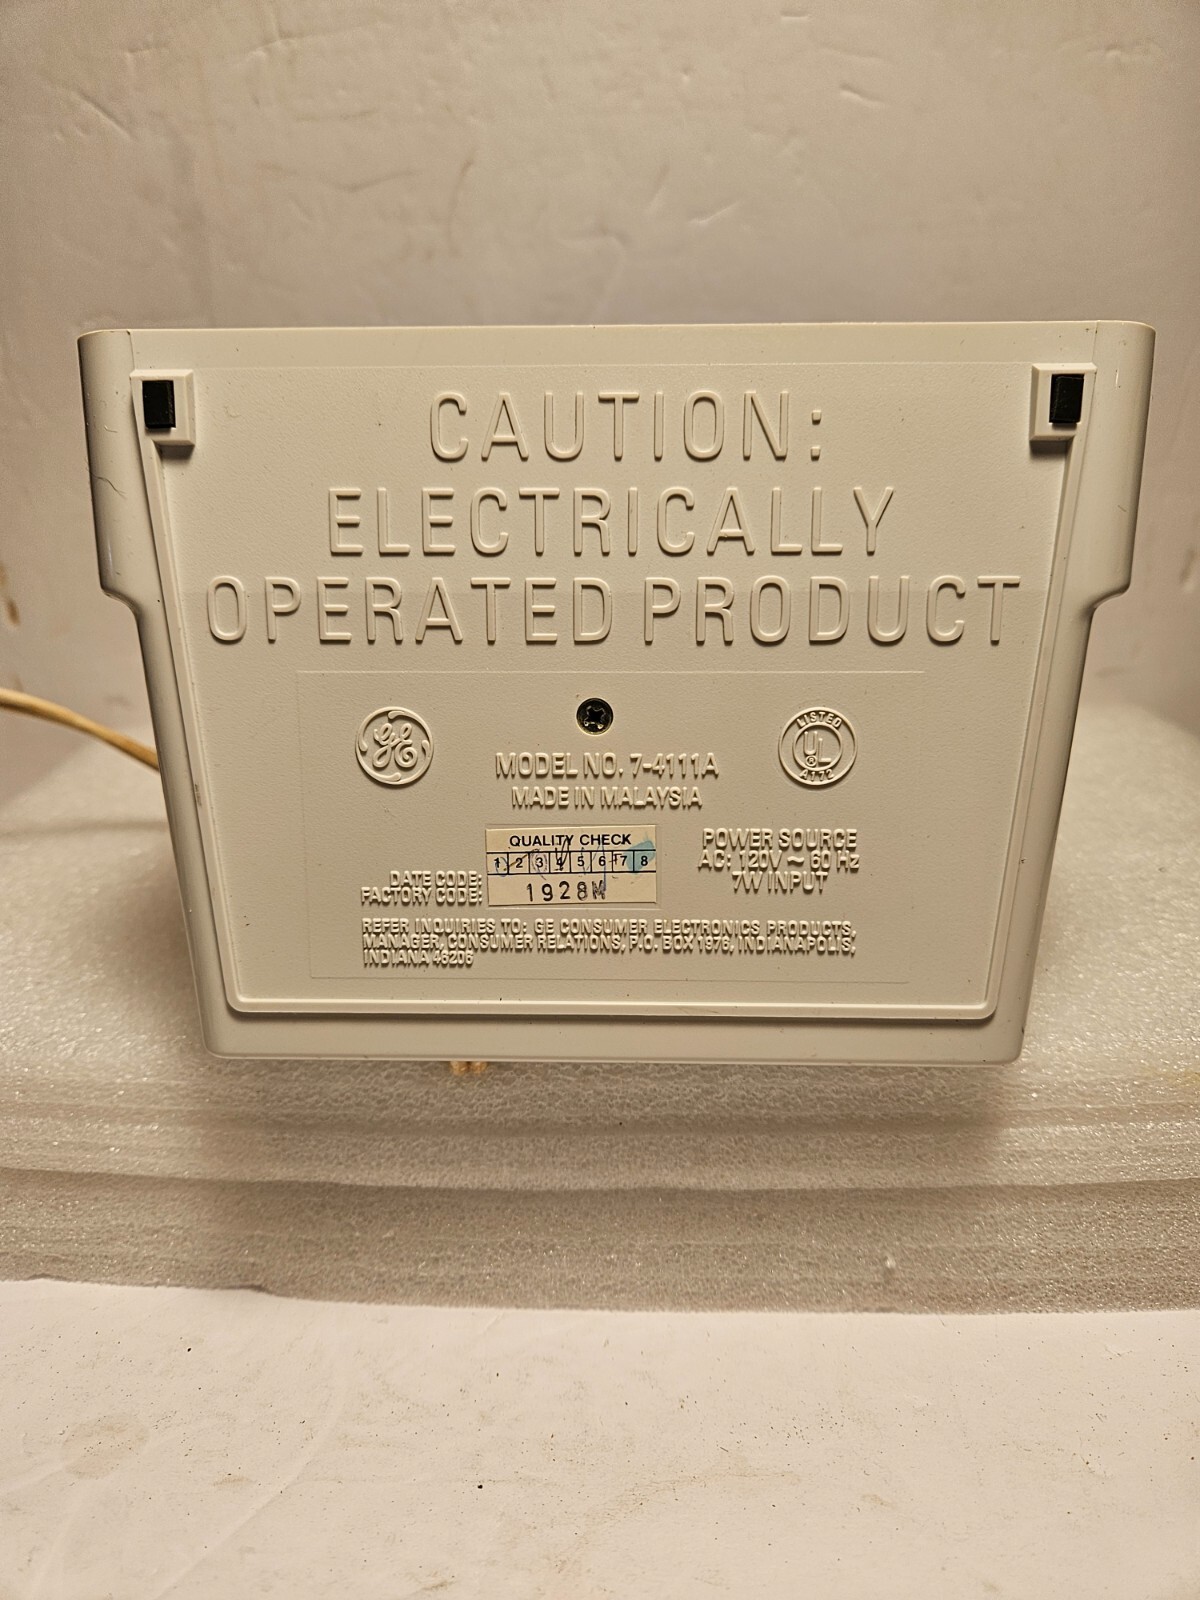 CAUTION:
ELECTRICALLY
OPERATED PRODUCT
GE
LISTED
UL
®
A172
MODEL NO. 7-4111A
MADE IN MALAYSIA
QUALITY CHECK
1 2 3 4 5 6 7 8
1928M
DATE CODE:
FACTORY CODE:
POWER SOURCE
AC: 120V ~ 60 Hz
7W INPUT
REFER INQUIRIES TO: GE CONSUMER ELECTRONICS PRODUCTS,
MANAGER, CONSUMER RELATIONS, P.O. BOX 1976, INDIANAPOLIS,
INDIANA 46206